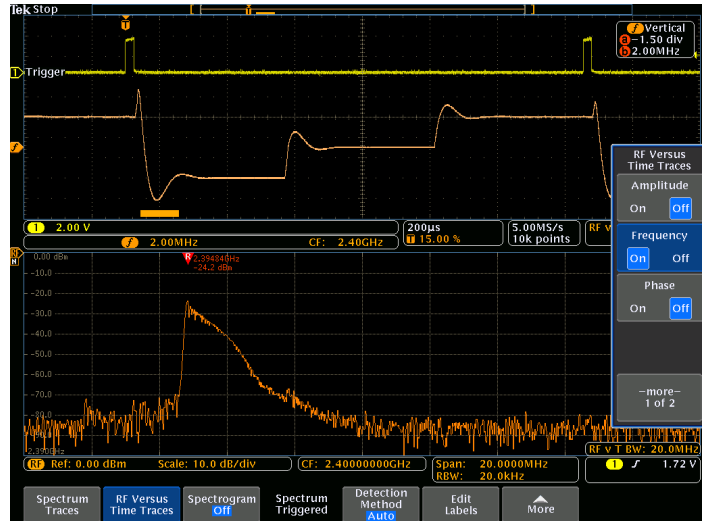 Tek Stop
T
f Vertical
a -1.50 div
b 2.00MHz
1 Trigger
f
RF Versus
Time Traces
Amplitude
On Off
Frequency
On Off
Phase
On Off
-more-
1 of 2
1 2.00 V
f 2.00MHz CF: 2.40GHz
200µs
T 15.00 %
5.00MS/s
10k points
RF v
0.00 dBm
R 2.39484GHz
-24.2 dBm
-10.0
-20.0
-30.0
-40.0
-50.0
-60.0
-70.0
-80.0
2.390GHz
RF v T BW: 20.0MHz
RF Ref: 0.00 dBm Scale: 10.0 dB/div
CF: 2.40000000GHz
Span: 20.0000MHz
RBW: 20.0kHz
1 1.72 V
Spectrum
Traces
RF Versus
Time Traces
Spectrogram
Off
Spectrum
Triggered
Detection
Method
Auto
Edit
Labels
More